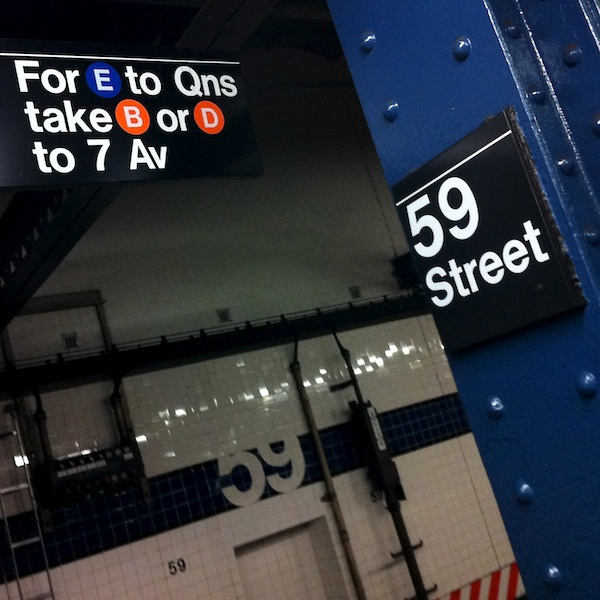 For E to Qns
take B or D
to 7 Av
59
Street
59
59